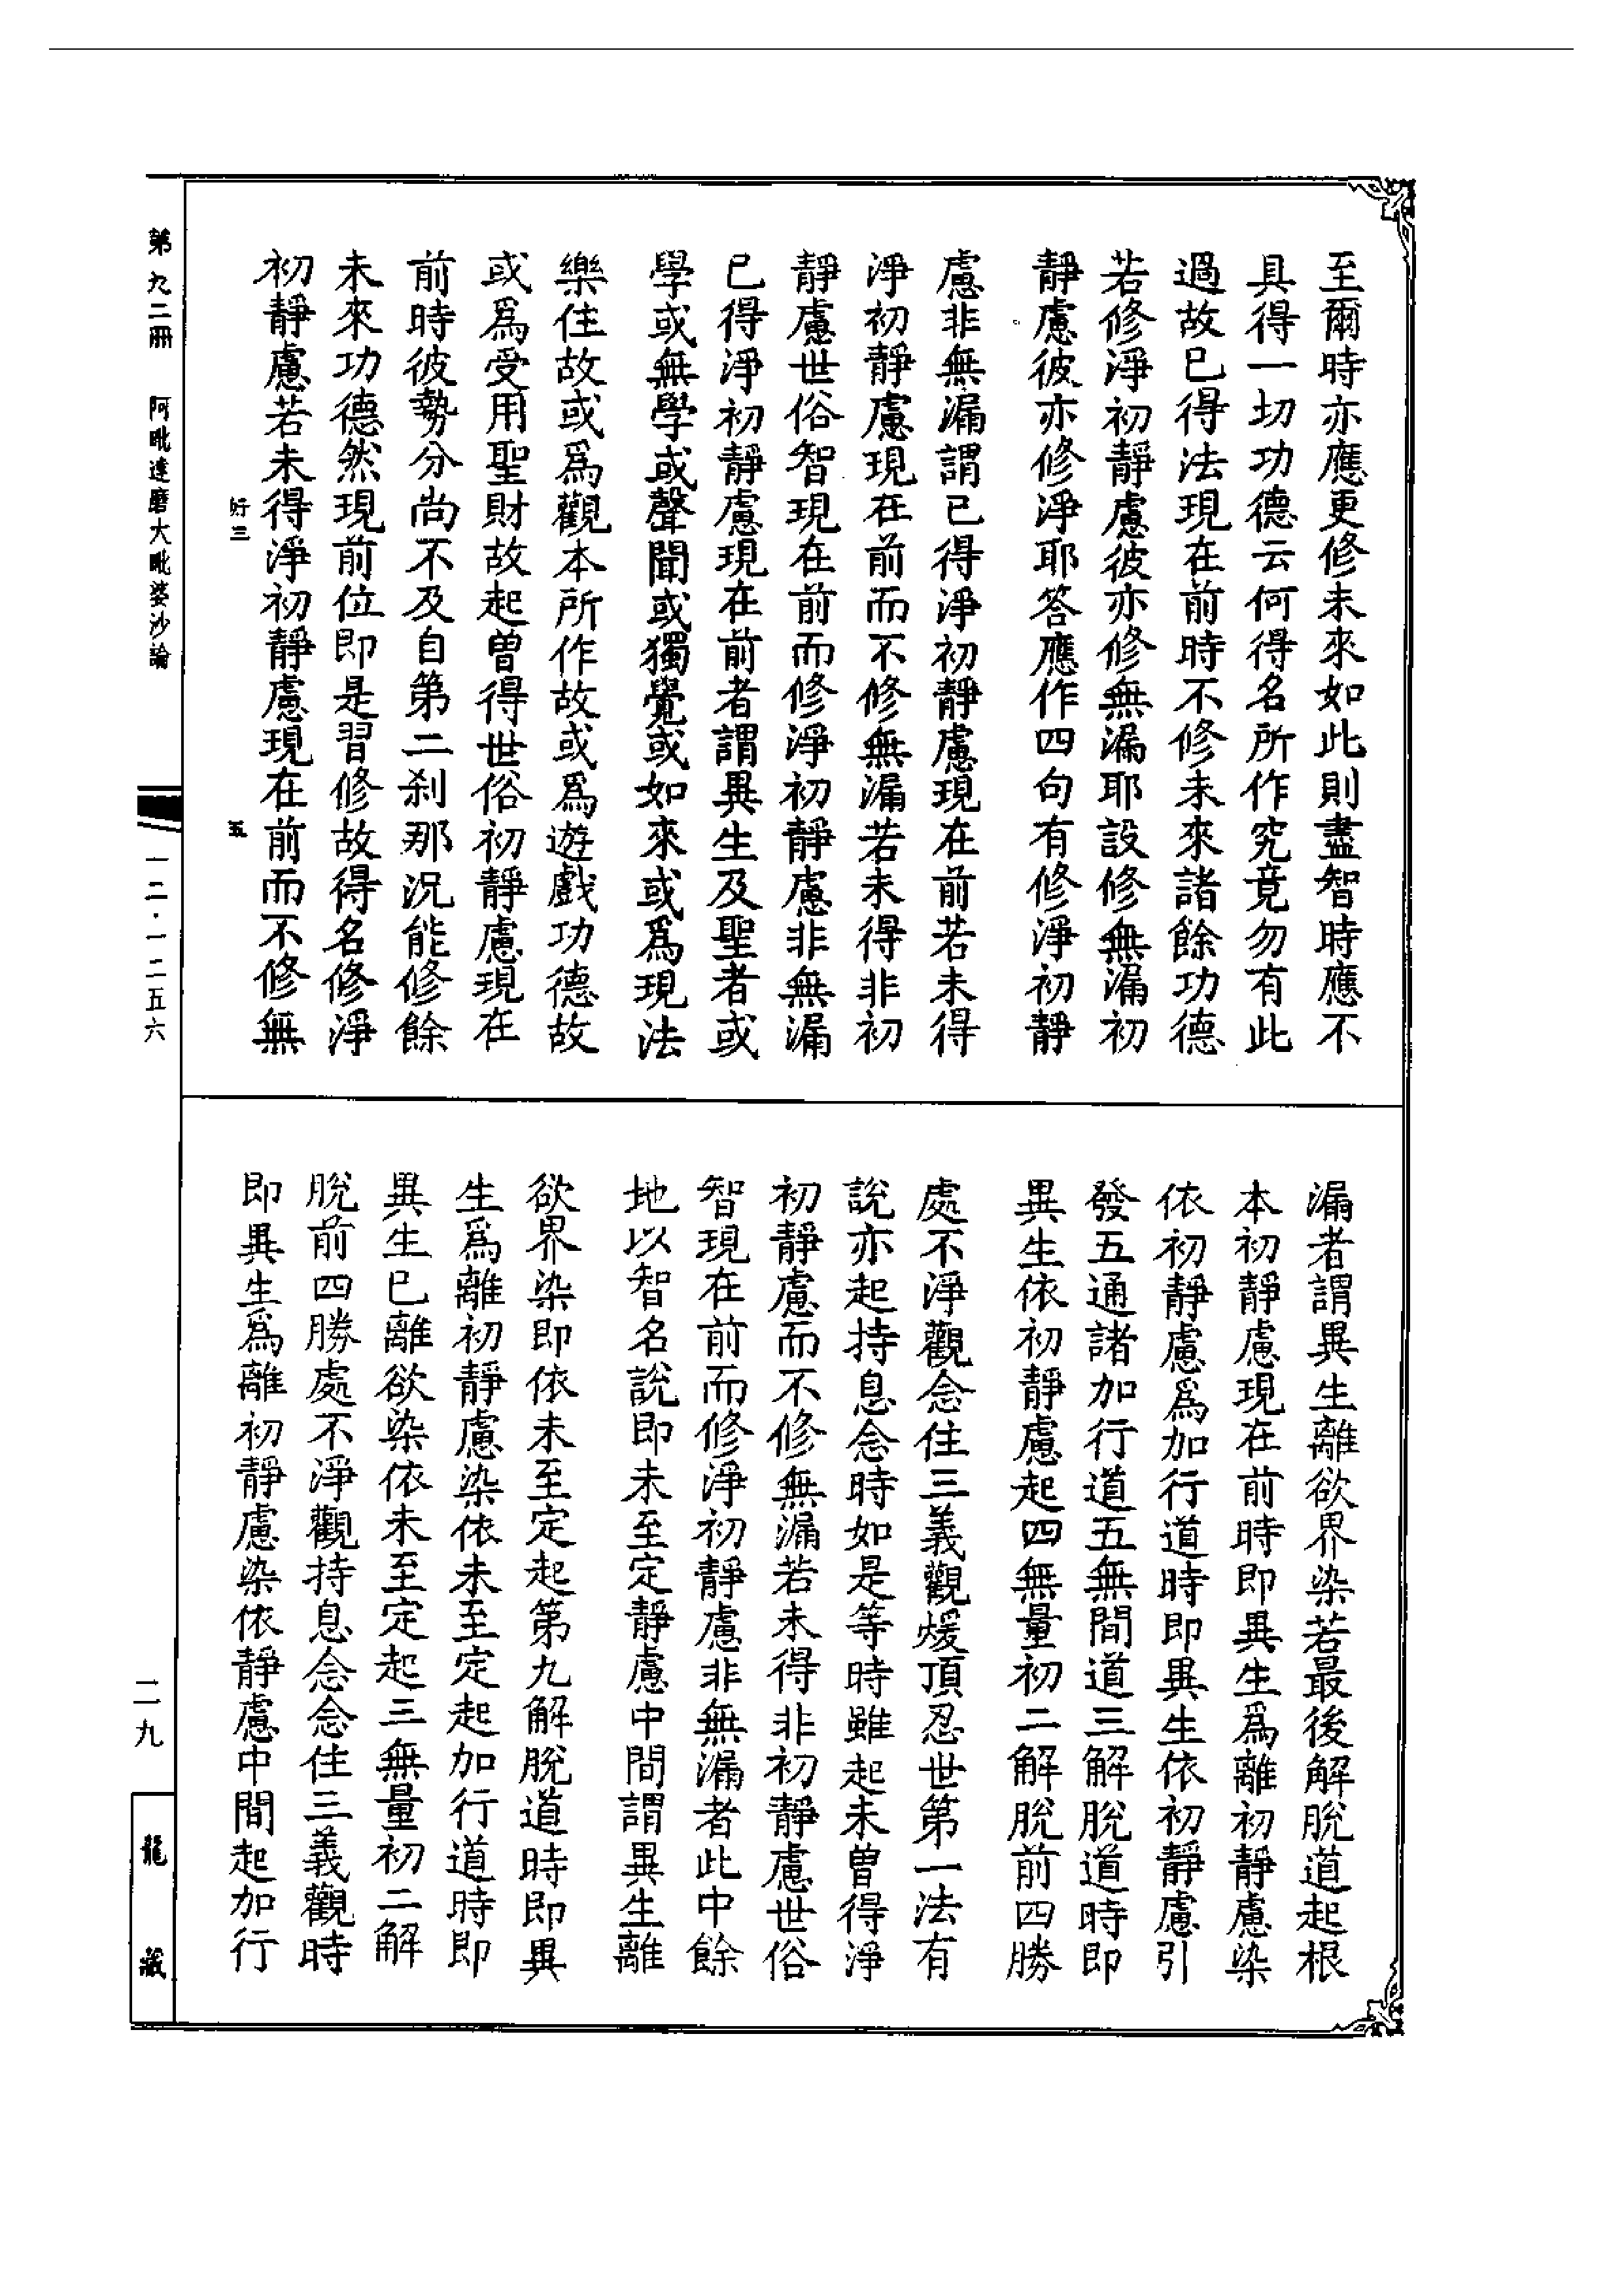 至爾時亦應更修未來如此則盡智時應不
具得一切功德云何得名所作究竟勿有此
過故已得法現在前時不修未來諸餘功德
若修淨初靜慮彼亦修無漏耶設修無漏初
靜慮彼亦修淨耶答應作四句有修淨初靜
慮非無漏謂已得淨初靜慮現在前若未得
淨初靜慮現在前而不修無漏若未得非初
靜慮世俗智現在前而修淨初靜慮非無漏
已得淨初靜慮現在前者謂異生及聖者或
學或無學或聲聞或獨覺或如來或爲現法
樂住故或爲觀本所作故或爲遊戲功德故
或爲受用聖財故起曾得世俗初靜慮現在
前時彼勢分尚不及自第二刹那況能修餘
未來功德然現前位即是習修故得名修淨
初靜慮若未得淨初靜慮現在前而不修無
好三 五
漏者謂異生離欲界染若最後解脫道起根
本初靜慮現在前時即異生爲離初靜慮染
依初靜慮爲加行道時即異生依初靜慮引
發五通諸加行道五無間道三解脫道時即
異生依初靜慮起四無量初二解脫前四勝
處不淨觀念住三義觀煖頂忍世第一法有
說亦起持息念時如是等時雖起未曾得淨
初靜慮而不修無漏若未得非初靜慮世俗
智現在前而修淨初靜慮非無漏者此中餘
地以智名說即未至定靜慮中間謂異生離
欲界染即依未至定起第九解脫道時即異
生爲離初靜慮染依未至定起加行道時即
異生已離欲染依未至定起三無量初二解
脫前四勝處不淨觀持息念念住三義觀時
即異生爲離初靜慮染依靜慮中間起加行
第九二冊 阿毗達磨大毗婆沙論
一二·一二五六
二九
龍藏